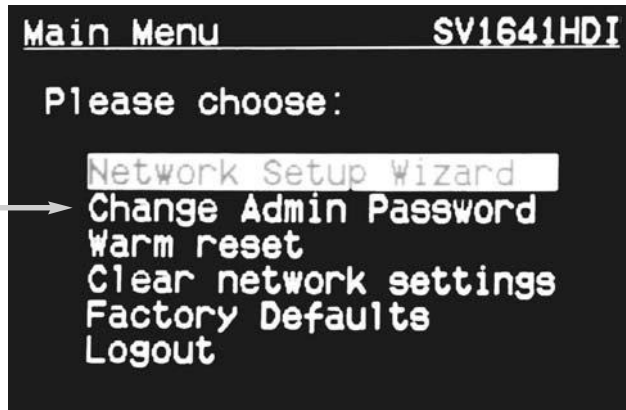 Main Menu SV1641HDI
Please choose:
Network Setup Wizard
Change Admin Password
Warm reset
Clear network settings
Factory Defaults
Logout